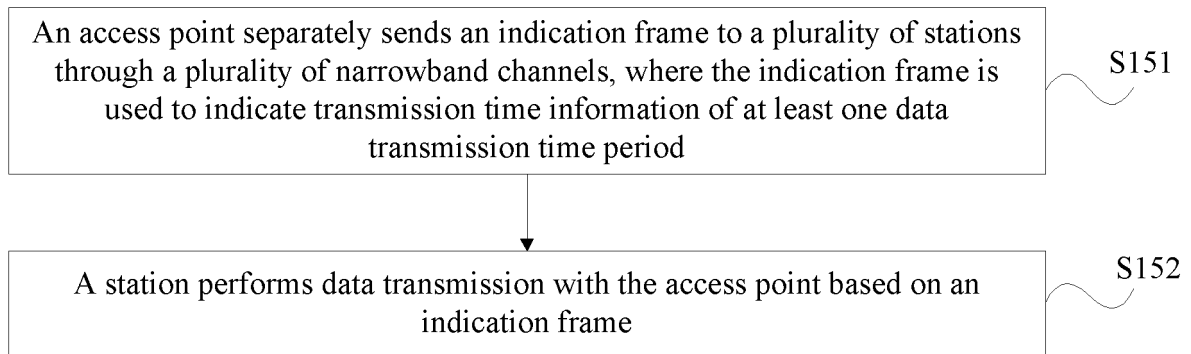 An access point separately sends an indication frame to a plurality of stations
through a plurality of narrowband channels, where the indication frame is
used to indicate transmission time information of at least one data
transmission time period
S151
A station performs data transmission with the access point based on an
indication frame
S152